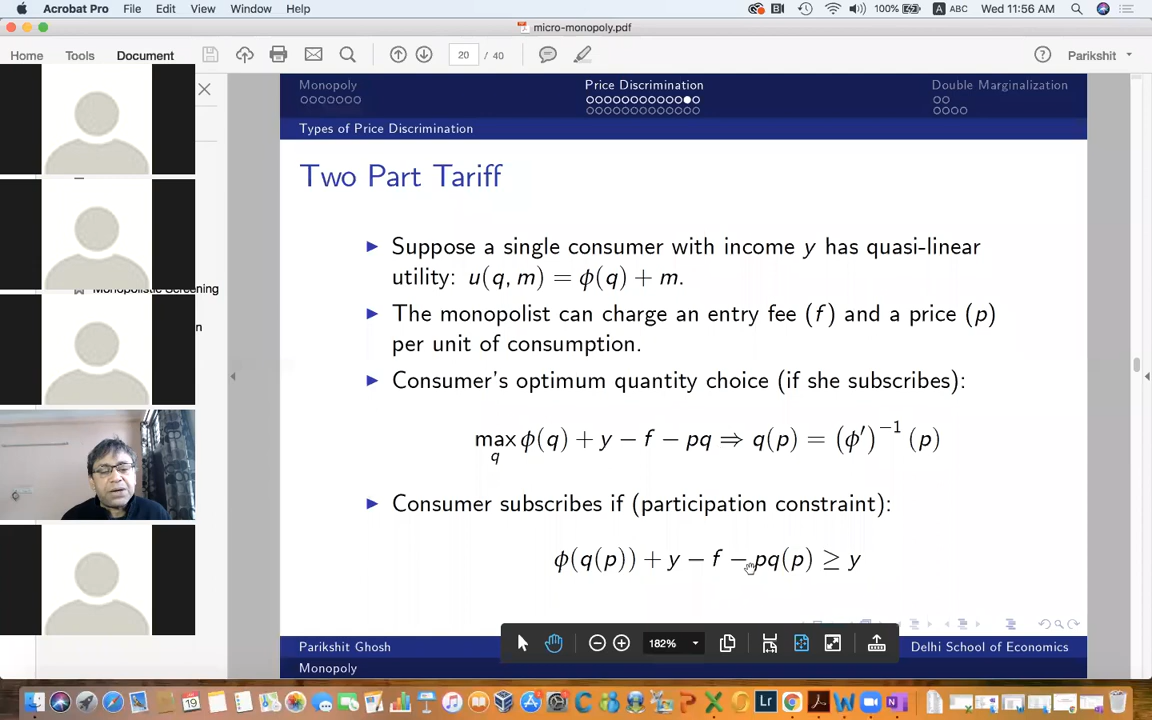 Acrobat Pro File Edit View Window Help 100% A ABC Wed 11:56 AM
micro-monopoly.pdf
Home Tools Document 20 / 40 Parikshit
Monopoly Price Discrimination Double Marginalization
Types of Price Discrimination
Two Part Tariff
Suppose a single consumer with income y has quasi-linear
utility: u(q, m) = ϕ(q) + m.
Monopolistic Screening
The monopolist can charge an entry fee (f) and a price (p)
per unit of consumption.
Consumer's optimum quantity choice (if she subscribes):
max ϕ(q) + y − f − pq ⇒ q(p) = (ϕ′)⁻¹ (p)
q
Consumer subscribes if (participation constraint):
ϕ(q(p)) + y − f − pq(p) ≥ y
182%
Parikshit Ghosh Delhi School of Economics
Monopoly